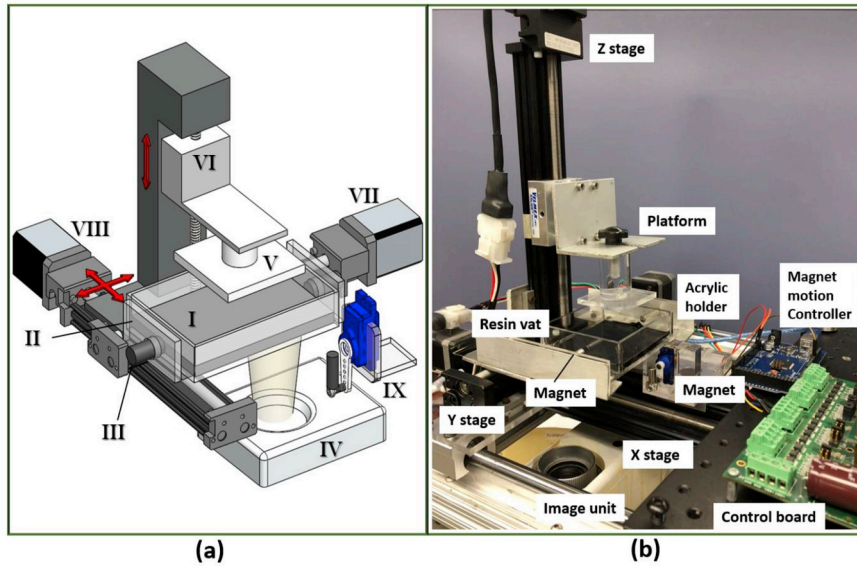 VI
VII
VIII
V
I
II
IX
III
IV
(a)
Z stage
Platform
Acrylic
holder
Magnet
motion
Controller
Resin vat
Magnet
Magnet
Y stage
X stage
Image unit
Control board
(b)